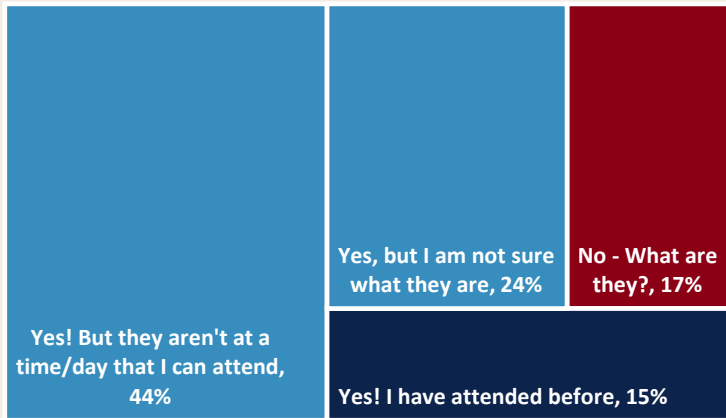 Yes! But they aren't at a
time/day that I can attend,
44%
Yes, but I am not sure
what they are, 24%
No - What are
they?, 17%
Yes! I have attended before, 15%